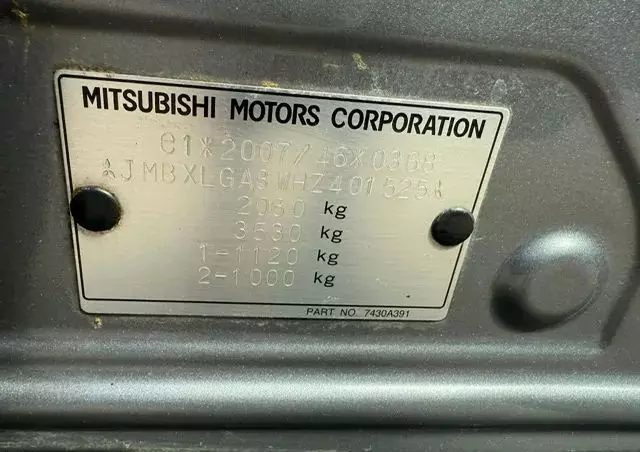 MITSUBISHI MOTORS CORPORATION
e1*2007/46*0368
*JMBXLGA3WHZ401525*
2060 kg
3530 kg
1-1120 kg
2-1000 kg
PART NO. 7430A391